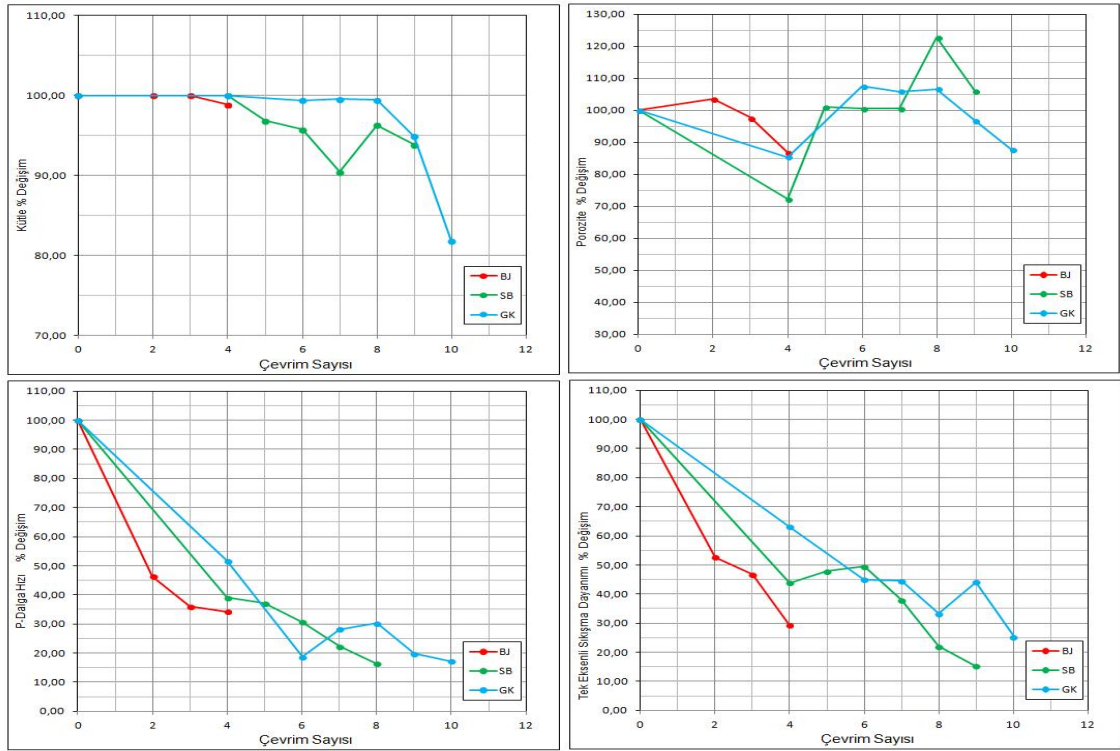 110,00
100,00
90,00
80,00
70,00
Kütle % Değişim
0 2 4 6 8 10 12
Çevrim Sayısı
BJ
SB
GK
130,00
120,00
110,00
100,00
90,00
80,00
70,00
60,00
50,00
40,00
30,00
Porozite % Değişim
0 2 4 6 8 10 12
Çevrim Sayısı
BJ
SB
GK
110,00
100,00
90,00
80,00
70,00
60,00
50,00
40,00
30,00
20,00
10,00
0,00
P-Dalga Hızı % Değişim
0 2 4 6 8 10 12
Çevrim Sayısı
BJ
SB
GK
110,00
100,00
90,00
80,00
70,00
60,00
50,00
40,00
30,00
20,00
10,00
0,00
Tek Eksenli Sıkışma Dayanımı % Değişim
0 2 4 6 8 10 12
Çevrim Sayısı
BJ
SB
GK